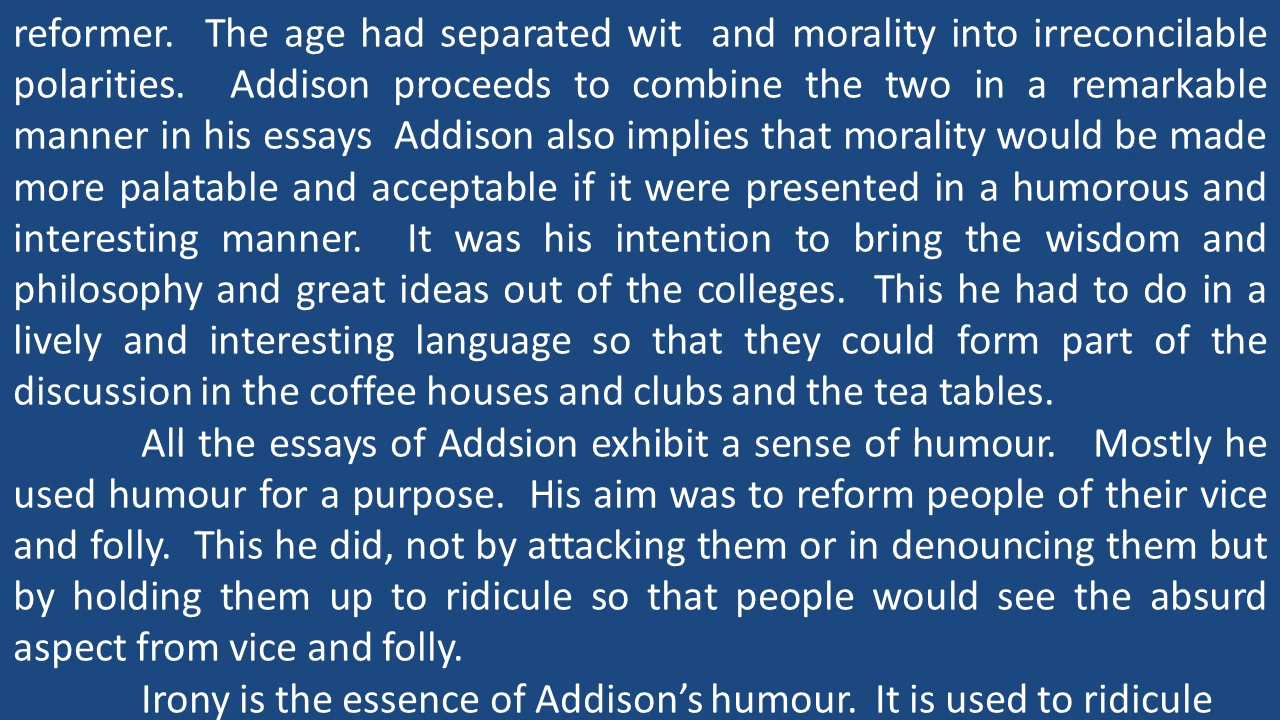 reformer. The age had separated wit and morality into irreconcilable
polarities. Addison proceeds to combine the two in a remarkable
manner in his essays Addison also implies that morality would be made
more palatable and acceptable if it were presented in a humorous and
interesting manner. It was his intention to bring the wisdom and
philosophy and great ideas out of the colleges. This he had to do in a
lively and interesting language so that they could form part of the
discussion in the coffee houses and clubs and the tea tables.
All the essays of Addsion exhibit a sense of humour. Mostly he
used humour for a purpose. His aim was to reform people of their vice
and folly. This he did, not by attacking them or in denouncing them but
by holding them up to ridicule so that people would see the absurd
aspect from vice and folly.
Irony is the essence of Addison’s humour. It is used to ridicule